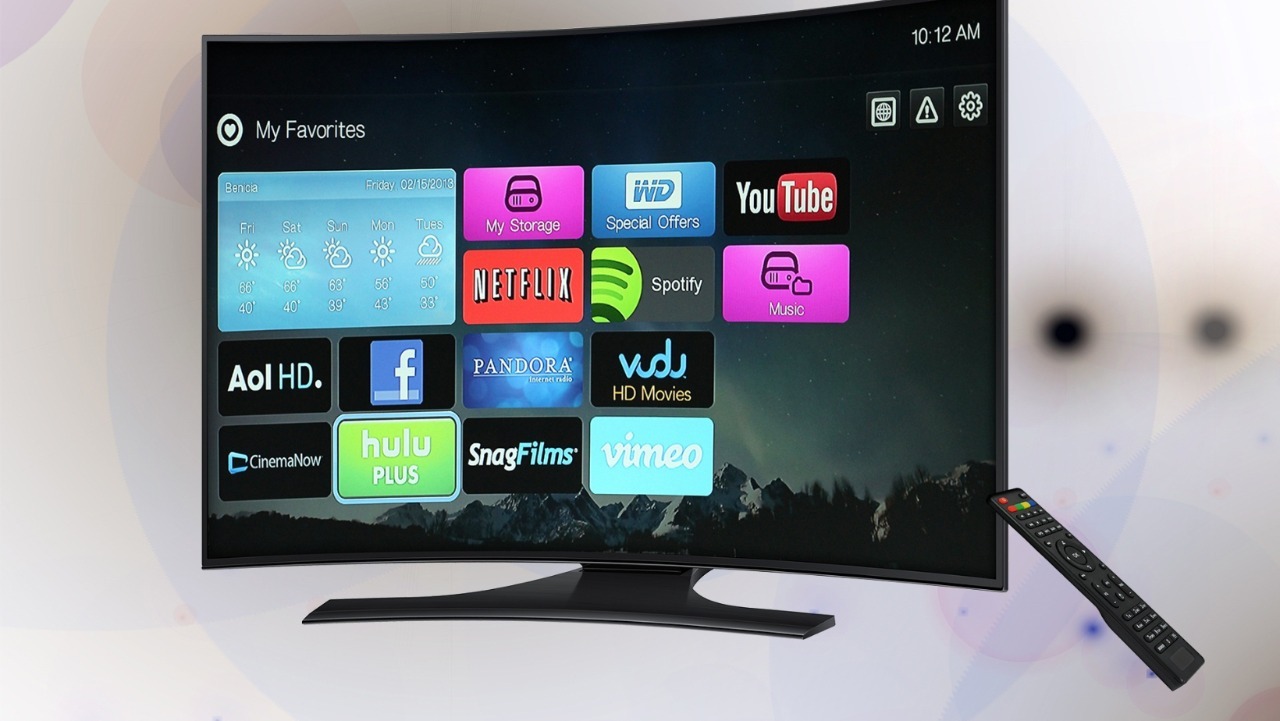 10:12 AM
My Favorites
Benicia Friday 02/15/2013
Fri Sat Sun Mon Tues
66° 66° 63° 56° 50°
40° 40° 39° 43° 33°
My Storage
WD
Special Offers
YouTube
NETFLIX
Spotify
Music
Aol HD.
f
PANDORA
internet radio
vudu
HD Movies
CinemaNow
hulu
PLUS
SnagFilms
vimeo